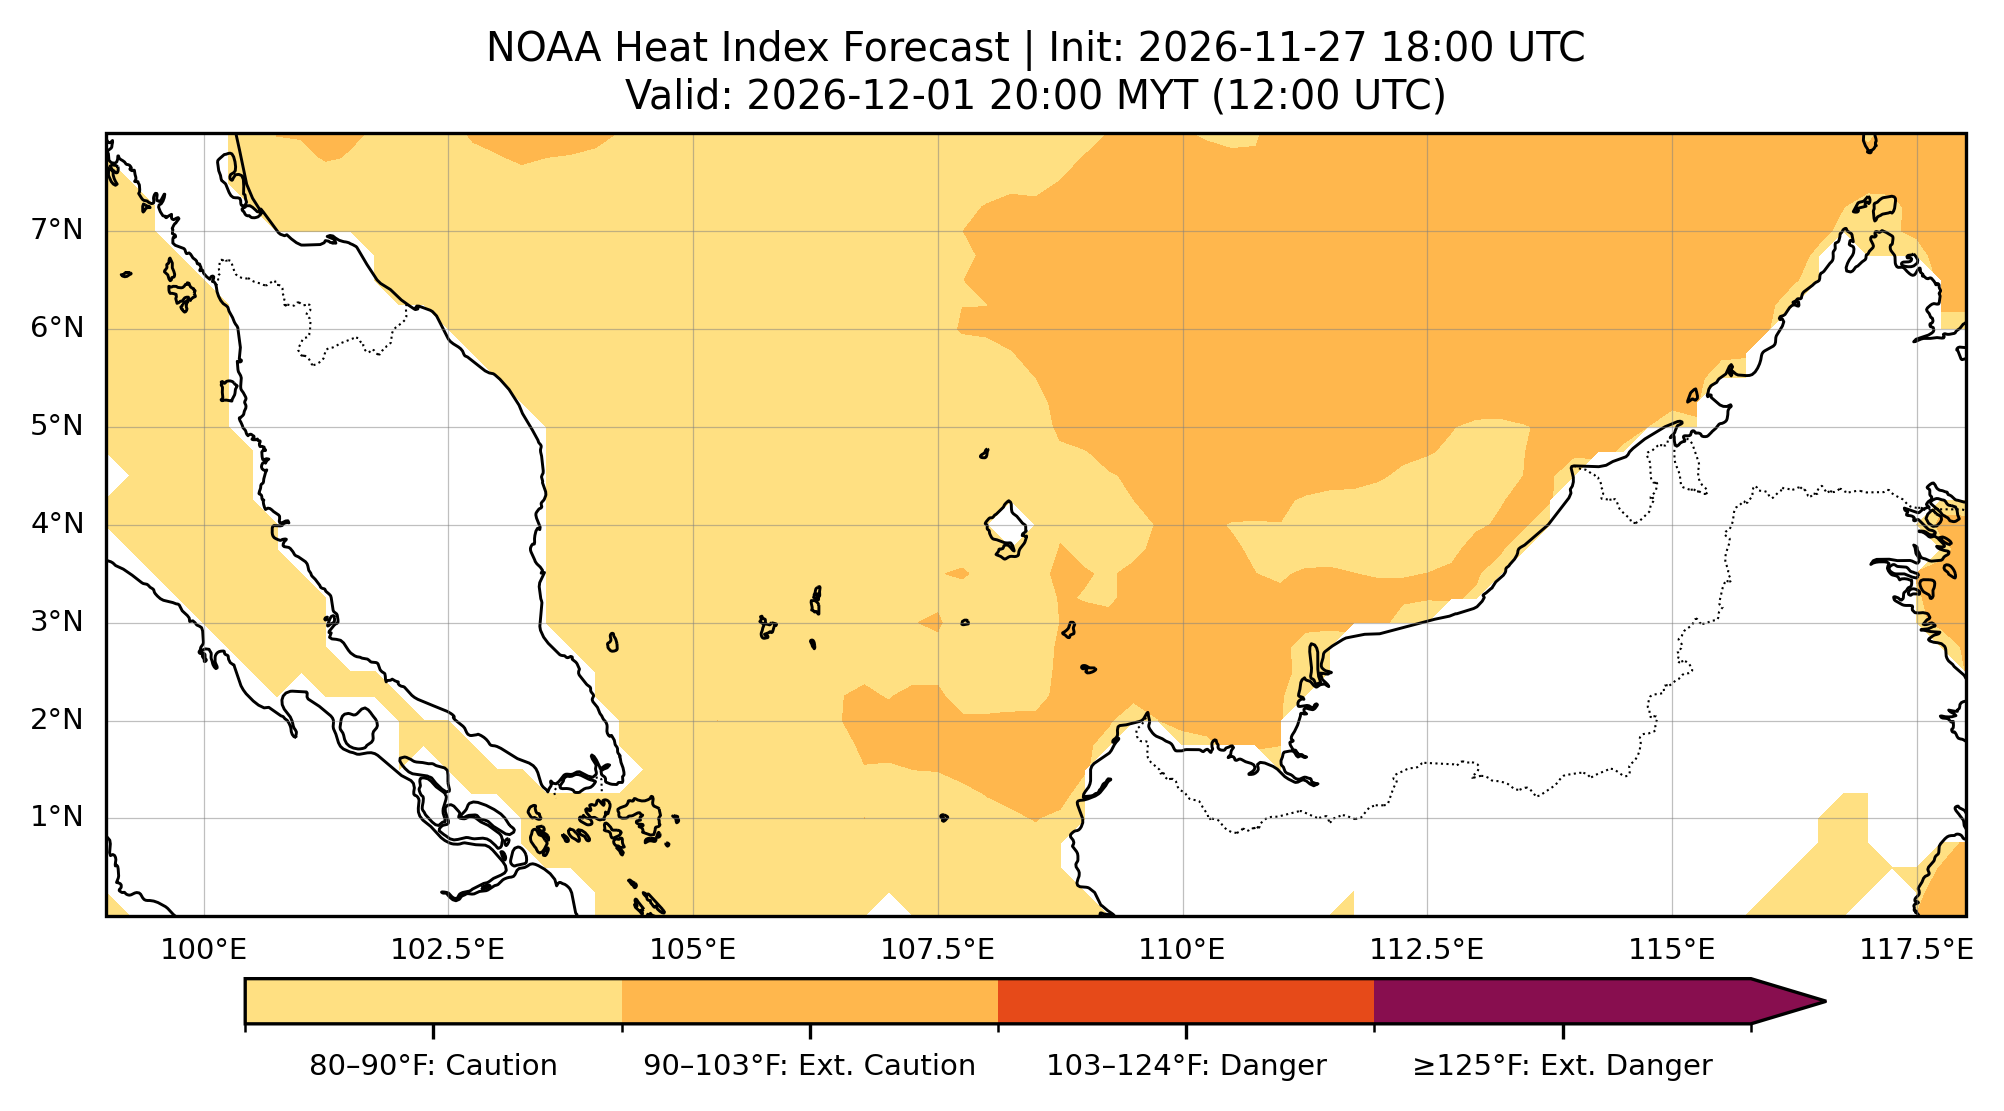 NOAA Heat Index Forecast | Init: 2026-11-27 18:00 UTC
Valid: 2026-12-01 20:00 MYT (12:00 UTC)
7°N
6°N
5°N
4°N
3°N
2°N
1°N
100°E
102.5°E
105°E
107.5°E
110°E
112.5°E
115°E
117.5°E
80–90°F: Caution
90–103°F: Ext. Caution
103–124°F: Danger
≥125°F: Ext. Danger